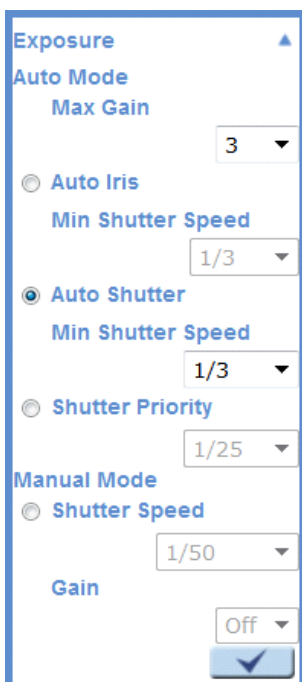 Exposure
Auto Mode
Max Gain
3
Auto Iris
Min Shutter Speed
1/3
Auto Shutter
Min Shutter Speed
1/3
Shutter Priority
1/25
Manual Mode
Shutter Speed
1/50
Gain
Off